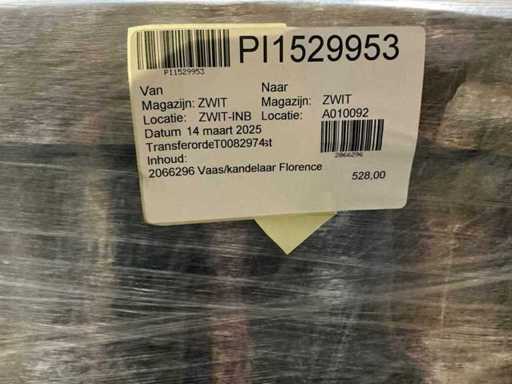 PI1529953
PI1529953
Van Naar
Magazijn: ZWIT Magazijn: ZWIT
Locatie: ZWIT-INB Locatie: A010092
Datum 14 maart 2025
TransferordeT0082974st
Inhoud: 2066296
2066296 Vaas/kandelaar Florence 528,00